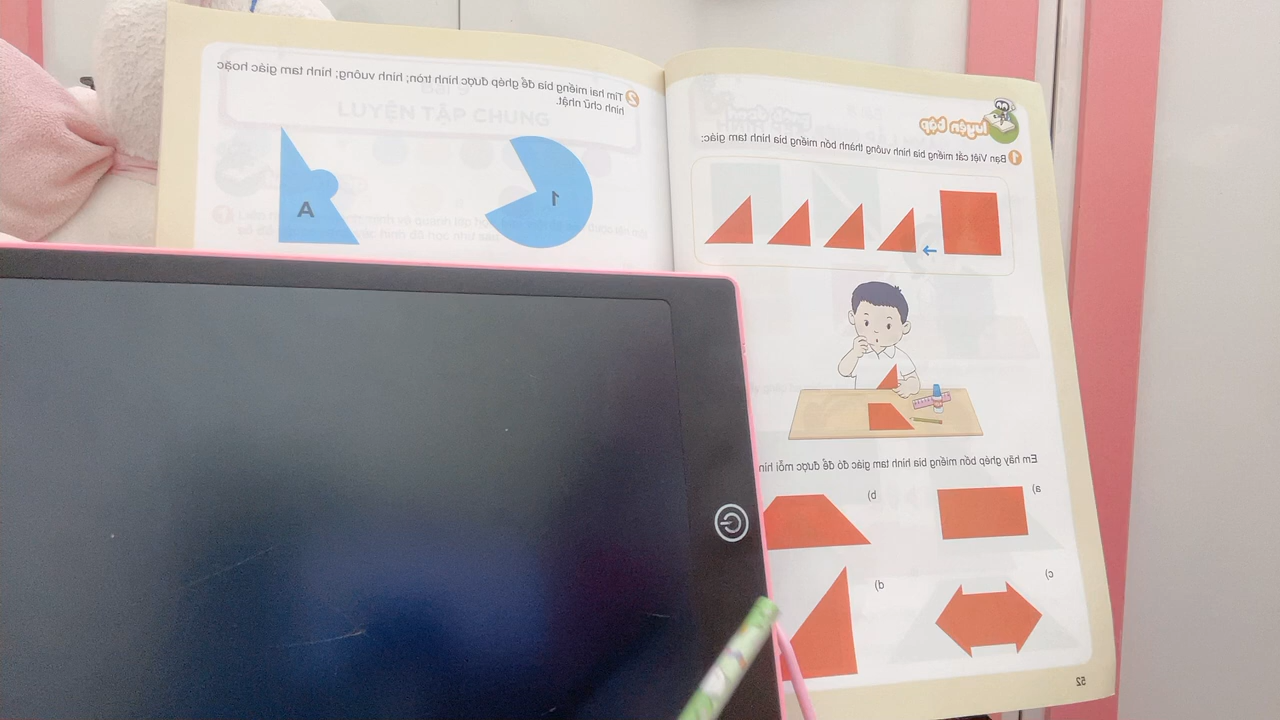 luyện tập
1 Bạn Việt cắt miếng bìa hình vuông thành bốn miếng bìa hình tam giác:
Em hãy ghép bốn miếng bìa hình tam giác đó để được mỗi
a)
b)
c)
d)
52
2 Tìm hai miếng bìa để ghép được hình tròn; hình vuông; hình tam giác hoặc
hình chữ nhật.
1
A
LUYỆN TẬP CHUNG